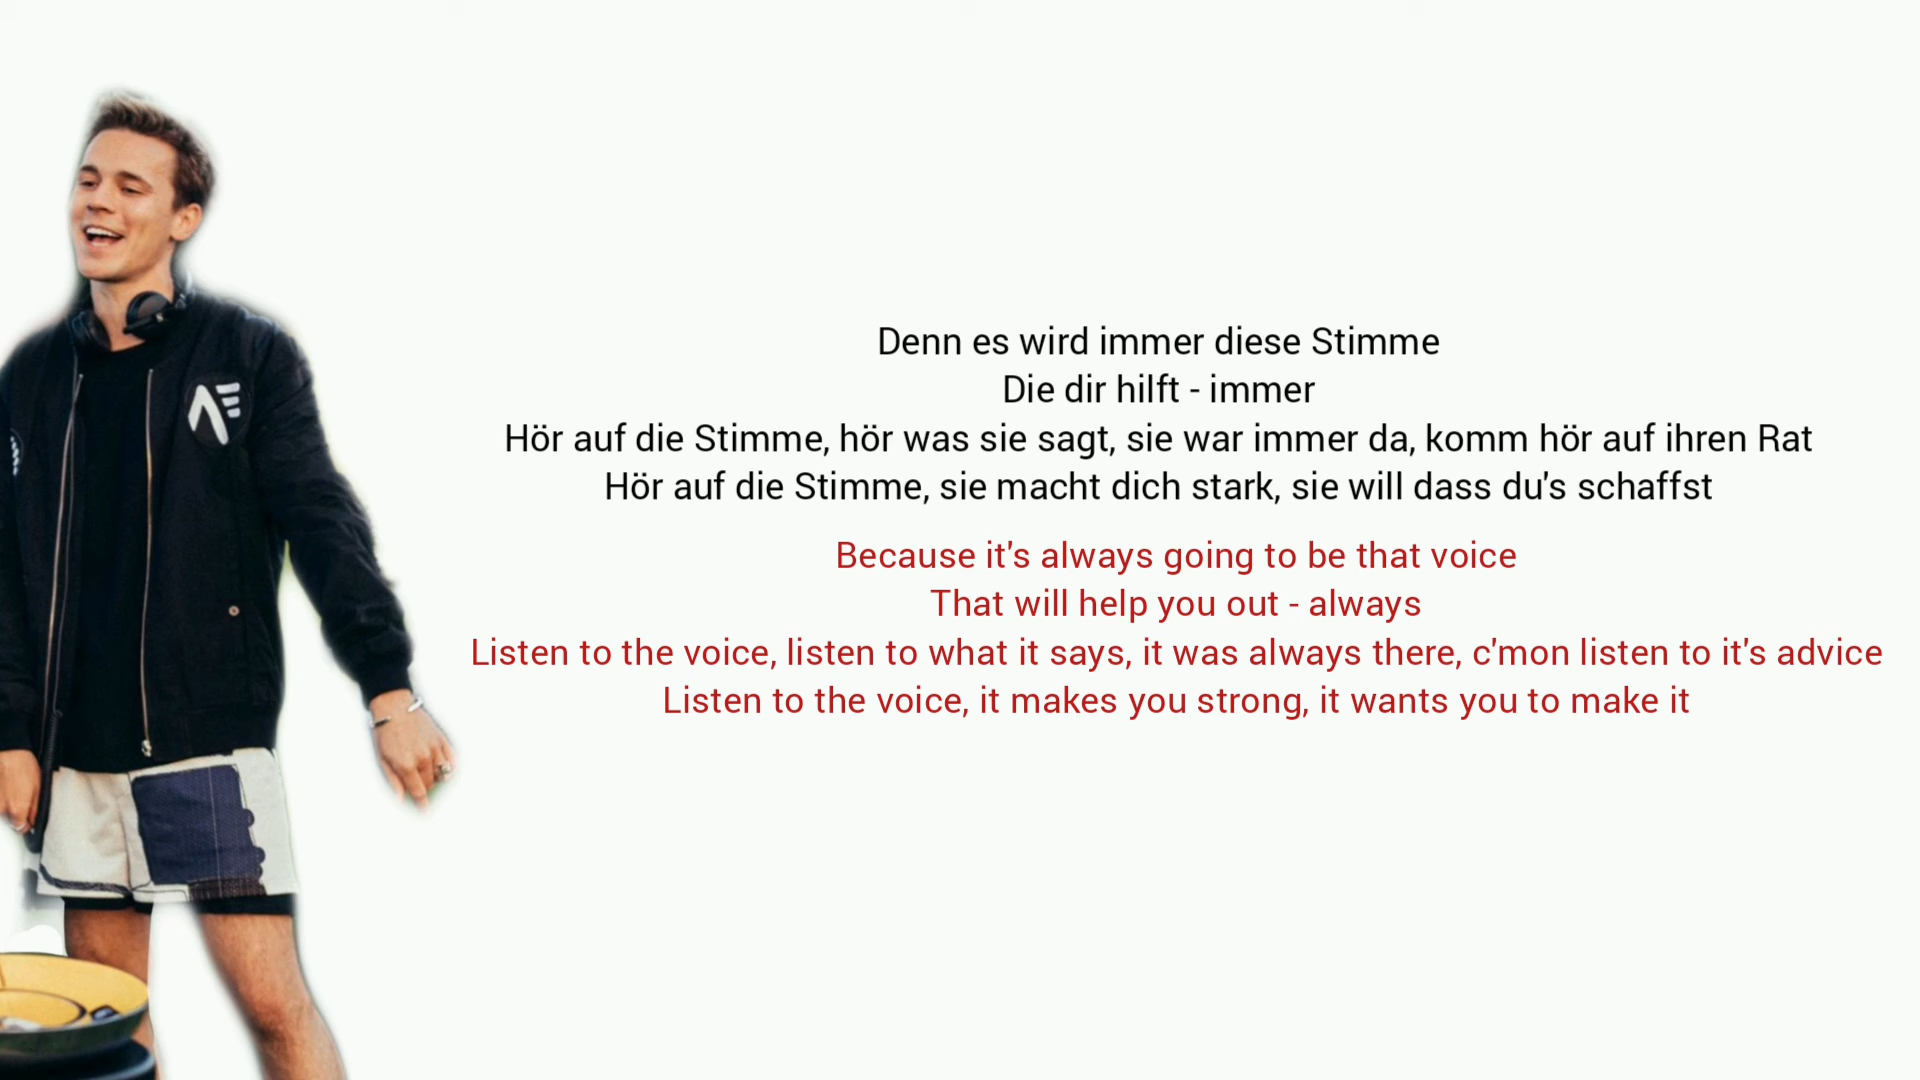 Denn es wird immer diese Stimme
Die dir hilft - immer
Hör auf die Stimme, hör was sie sagt, sie war immer da, komm hör auf ihren Rat
Hör auf die Stimme, sie macht dich stark, sie will dass du's schaffst
Because it's always going to be that voice
That will help you out - always
Listen to the voice, listen to what it says, it was always there, c'mon listen to it's advice
Listen to the voice, it makes you strong, it wants you to make it